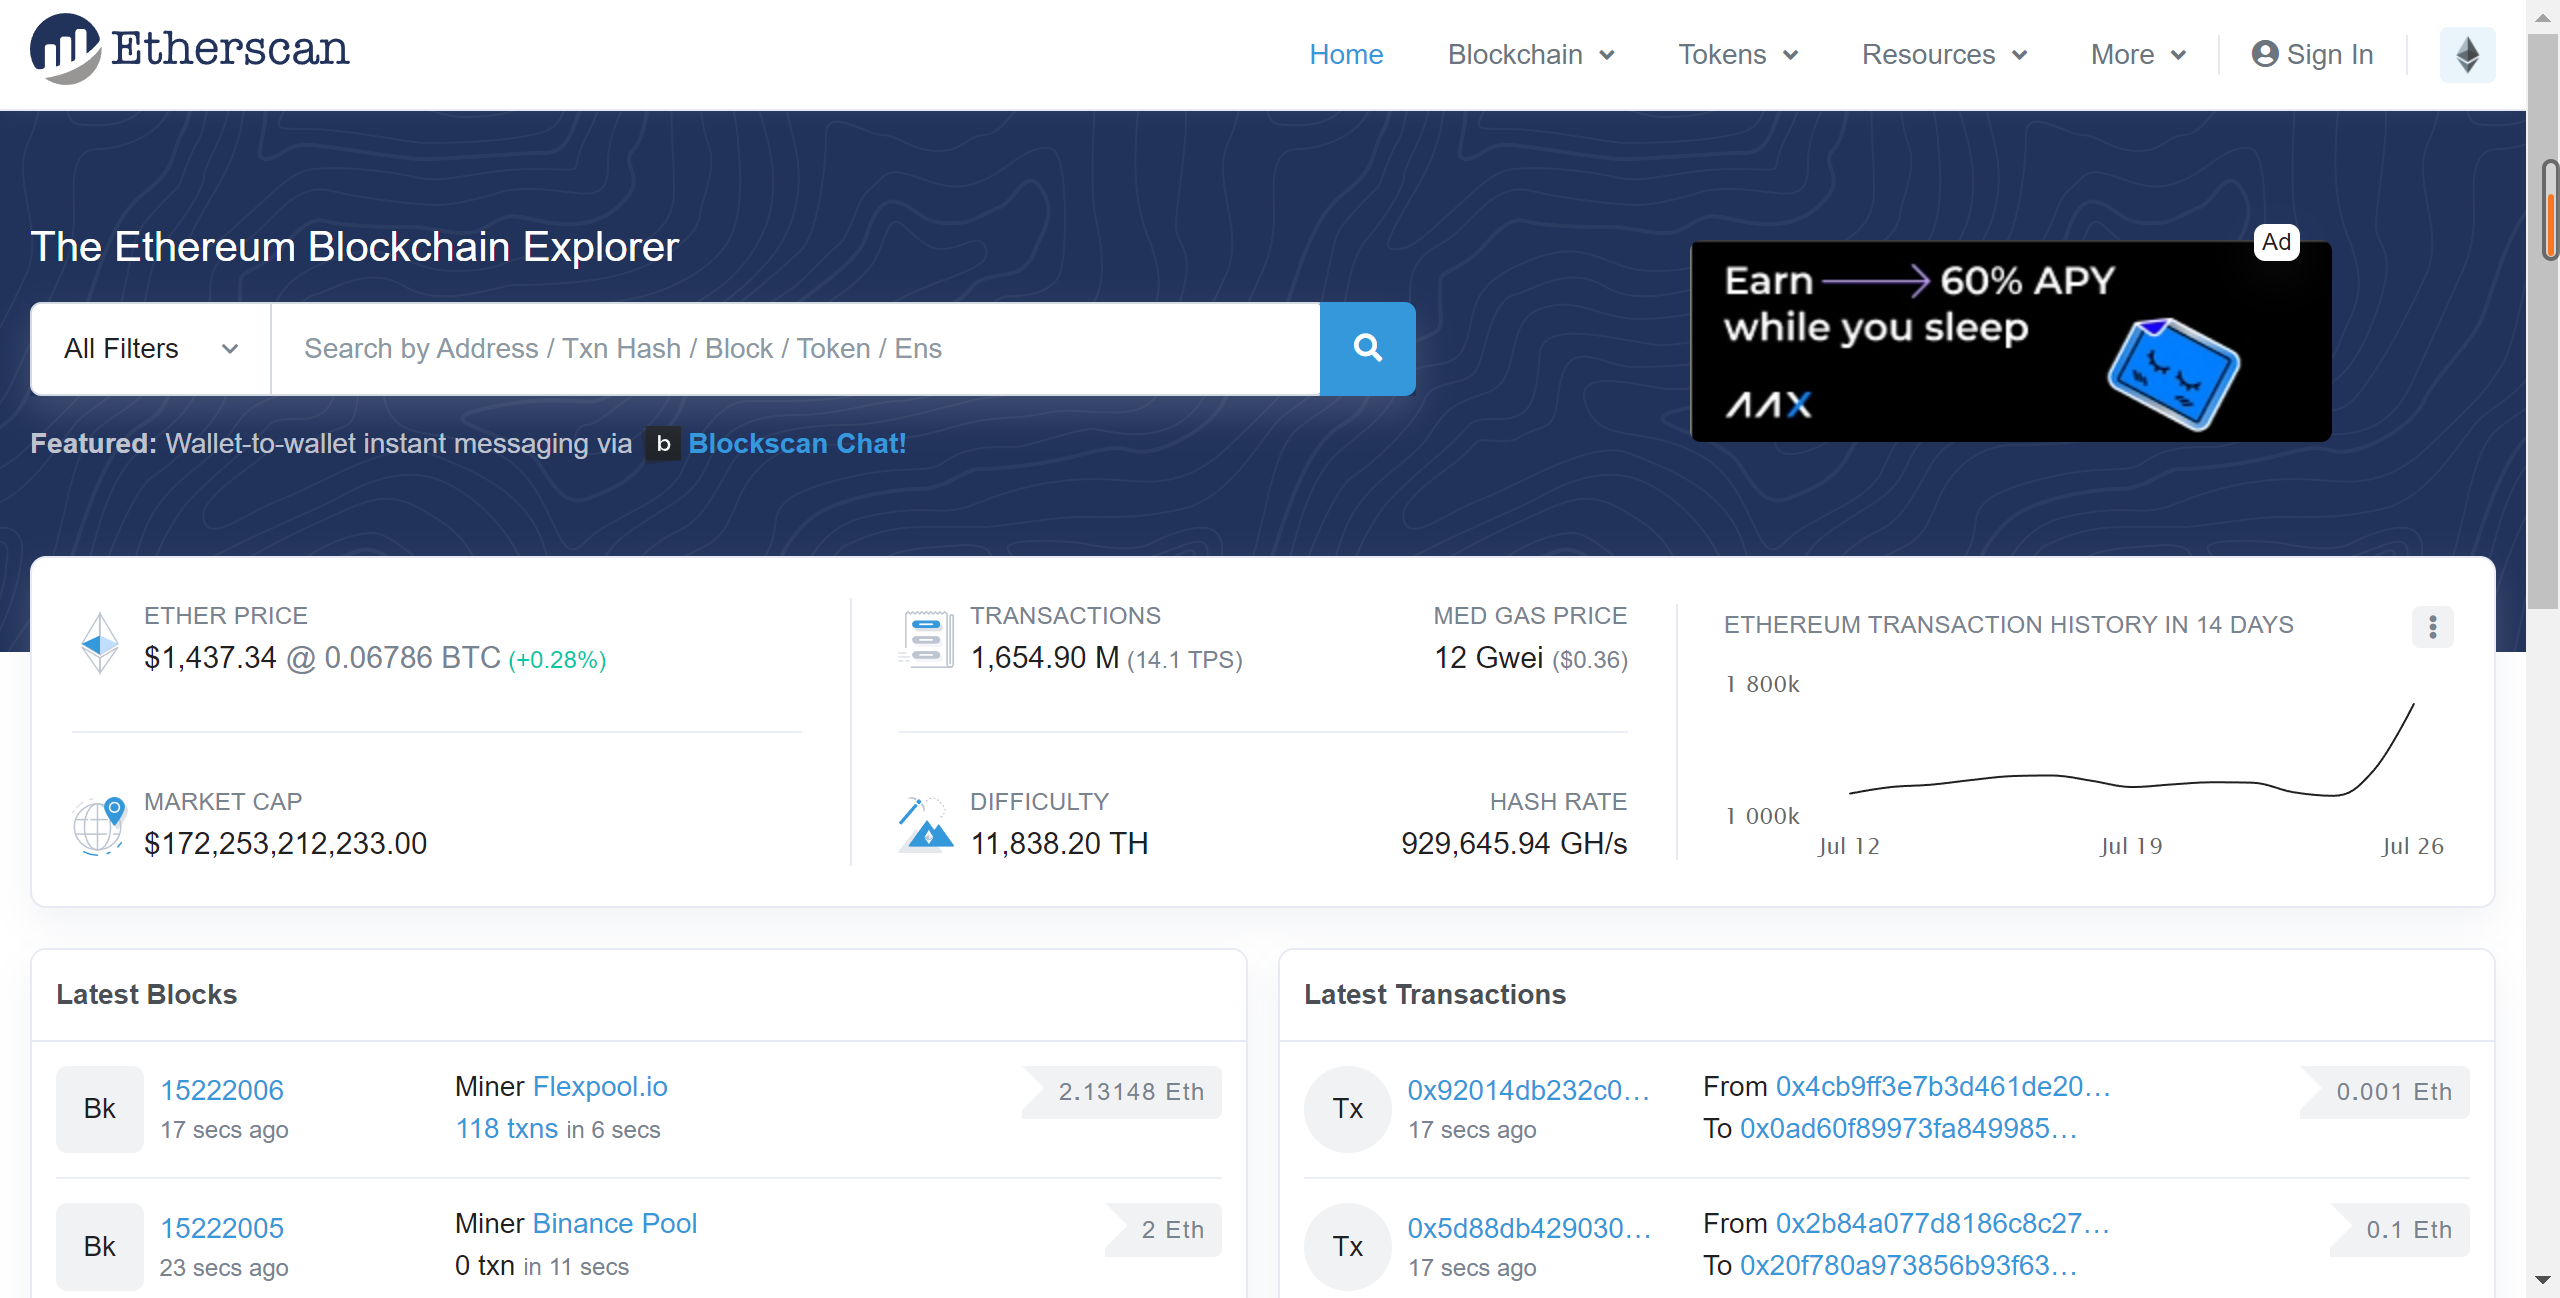 Etherscan
Home Blockchain Tokens Resources More Sign In
The Ethereum Blockchain Explorer
All Filters Search by Address / Txn Hash / Block / Token / Ens
Featured: Wallet-to-wallet instant messaging via b Blockscan Chat!
Ad
Earn 60% APY
while you sleep
AAX
ETHER PRICE
$1,437.34 @ 0.06786 BTC (+0.28%)
MARKET CAP
$172,253,212,233.00
TRANSACTIONS
1,654.90 M (14.1 TPS)
MED GAS PRICE
12 Gwei ($0.36)
DIFFICULTY
11,838.20 TH
HASH RATE
929,645.94 GH/s
ETHEREUM TRANSACTION HISTORY IN 14 DAYS
1 800k
1 000k
Jul 12 Jul 19 Jul 26
Latest Blocks
Bk
15222006
17 secs ago
Miner Flexpool.io
118 txns in 6 secs
2.13148 Eth
Bk
15222005
23 secs ago
Miner Binance Pool
0 txn in 11 secs
2 Eth
Latest Transactions
Tx
0x92014db232c0...
17 secs ago
From 0x4cb9ff3e7b3d461de20...
To 0x0ad60f89973fa849985...
0.001 Eth
Tx
0x5d88db429030...
17 secs ago
From 0x2b84a077d8186c8c27...
To 0x20f780a973856b93f63...
0.1 Eth